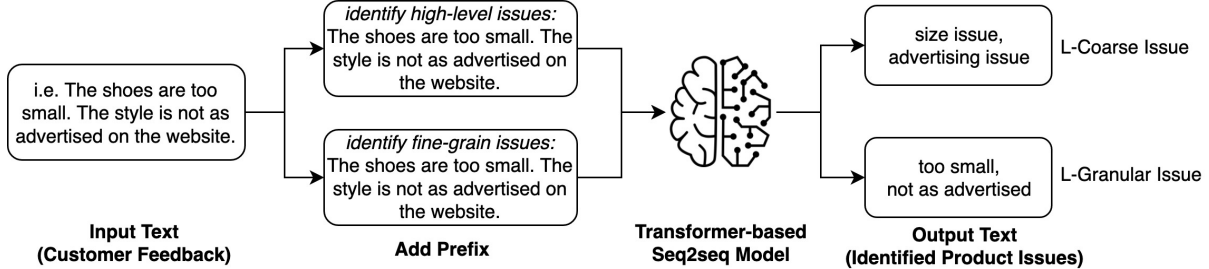 i.e. The shoes are too
small. The style is not as
advertised on the website.
Input Text
(Customer Feedback)
identify high-level issues:
The shoes are too small. The
style is not as advertised on
the website.
identify fine-grain issues:
The shoes are too small. The
style is not as advertised on
the website.
Add Prefix
Transformer-based
Seq2seq Model
size issue,
advertising issue
L-Coarse Issue
too small,
not as advertised
L-Granular Issue
Output Text
(Identified Product Issues)